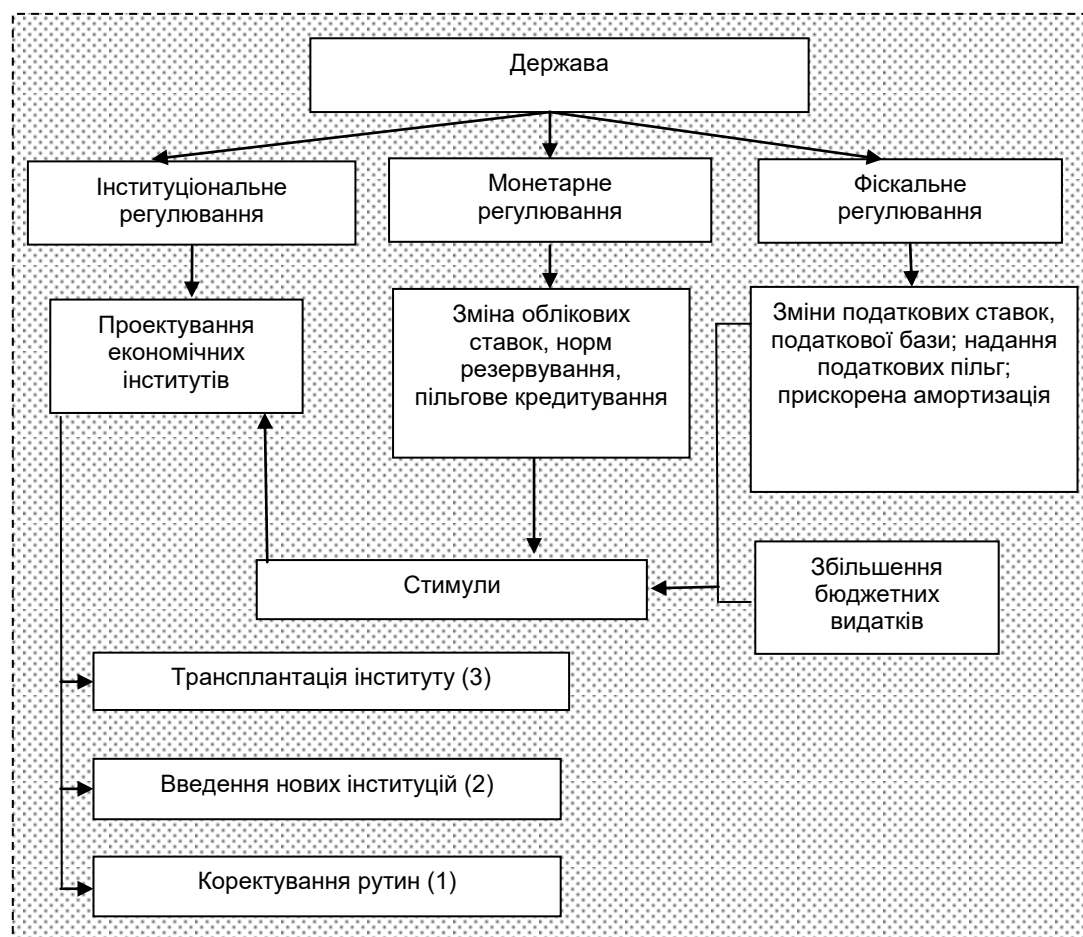 Держава
Інституціональне
регулювання
Монетарне
регулювання
Фіскальне
регулювання
Проектування
економічних
інститутів
Зміна облікових
ставок, норм
резервування,
пільгове кредитування
Зміни податкових ставок,
податкової бази; надання
податкових пільг;
прискорена амортизація
Стимули
Збільшення
бюджетних
видатків
Трансплантація інституту (3)
Введення нових інституцій (2)
Коректування рутин (1)